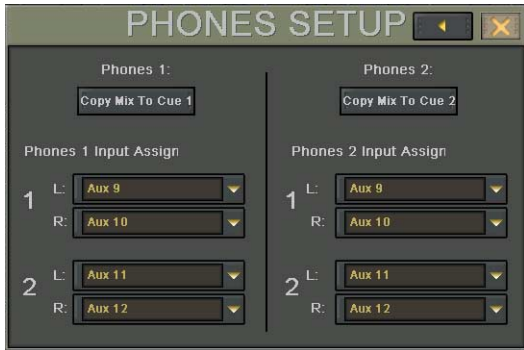 PHONES SETUP
Phones 1:
Copy Mix To Cue 1
Phones 1 Input Assign
1
L: Aux 9
R: Aux 10
2
L: Aux 11
R: Aux 12
Phones 2:
Copy Mix To Cue 2
Phones 2 Input Assign
1
L: Aux 9
R: Aux 10
2
L: Aux 11
R: Aux 12